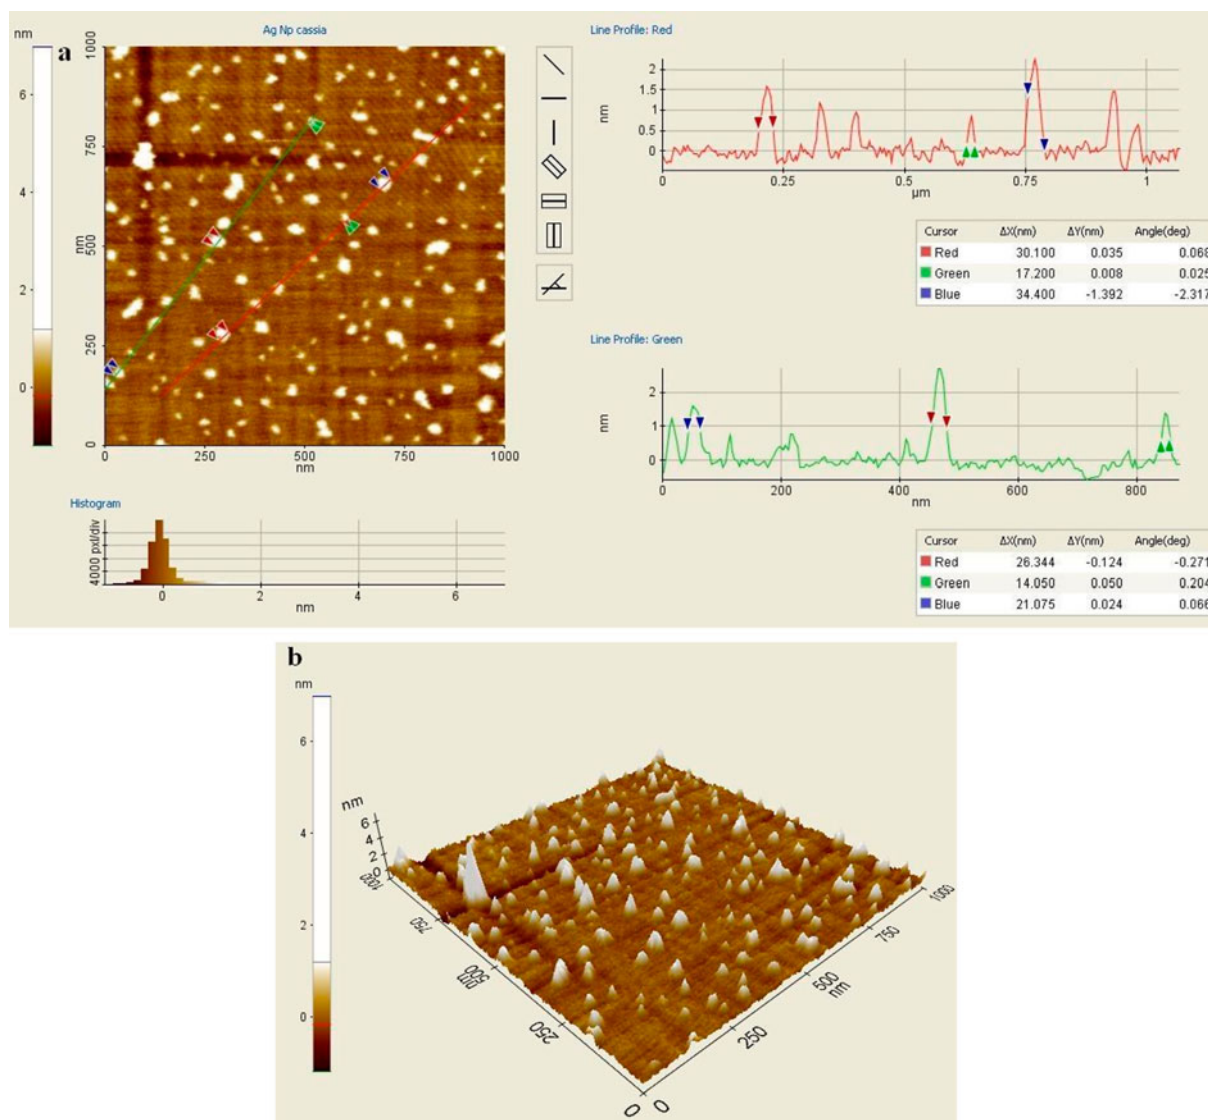 nm
a
Ag Np cassia
6
4
2
0
1000
750
500
nm
250
0
0
250
500
750
1000
nm
Histogram
4000 pxl/div
0
2
4
6
nm
Line Profile: Red
nm
2
1.5
1
0.5
0
0
0.25
0.5
0.75
1
µm
Cursor ΔX(nm) ΔY(nm) Angle(deg)
Red 30.100 0.035 0.068
Green 17.200 0.008 0.025
Blue 34.400 -1.392 -2.317
Line Profile: Green
nm
2
1
0
0
200
400
600
800
nm
Cursor ΔX(nm) ΔY(nm) Angle(deg)
Red 26.344 -0.124 -0.271
Green 14.050 0.050 0.204
Blue 21.075 0.024 0.066
b
nm
6
4
2
0
nm
6
4
2
0
1000
750
500
nm
250
0
0
250
500
nm
750
1000